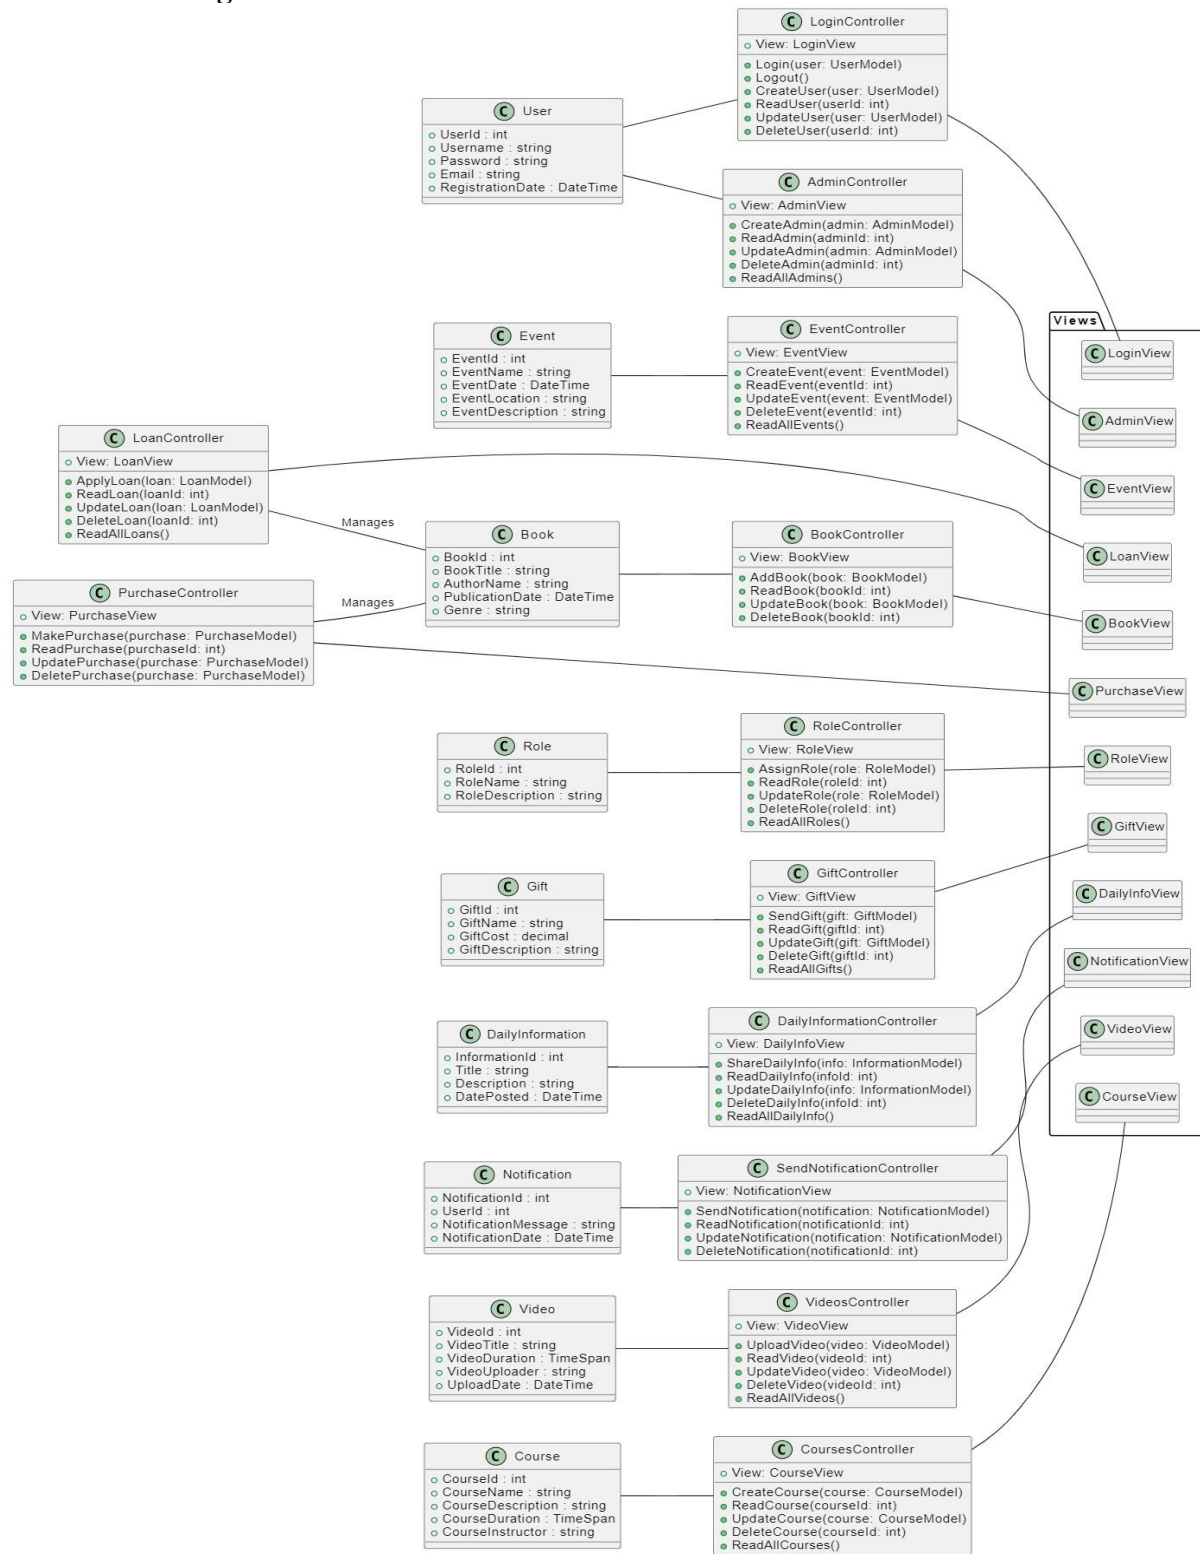 C LoginController
View: LoginView
Login(user: UserModel)
Logout()
CreateUser(user: UserModel)
ReadUser(userId: int)
UpdateUser(user: UserModel)
DeleteUser(userId: int)
C User
UserId : int
Username : string
Password : string
Email : string
RegistrationDate : DateTime
C AdminController
View: AdminView
CreateAdmin(admin: AdminModel)
ReadAdmin(adminId: int)
UpdateAdmin(admin: AdminModel)
DeleteAdmin(adminId: int)
ReadAllAdmins()
C Event
EventId : int
EventName : string
EventDate : DateTime
EventLocation : string
EventDescription : string
C EventController
View: EventView
CreateEvent(event: EventModel)
ReadEvent(eventId: int)
UpdateEvent(event: EventModel)
DeleteEvent(eventId: int)
ReadAllEvents()
C LoanController
View: LoanView
ApplyLoan(loan: LoanModel)
ReadLoan(loanId: int)
UpdateLoan(loan: LoanModel)
DeleteLoan(loanId: int)
ReadAllLoans()
Manages
C Book
BookId : int
BookTitle : string
AuthorName : string
PublicationDate : DateTime
Genre : string
C BookController
View: BookView
AddBook(book: BookModel)
ReadBook(bookId: int)
UpdateBook(book: BookModel)
DeleteBook(bookId: int)
C PurchaseController
View: PurchaseView
MakePurchase(purchase: PurchaseModel)
ReadPurchase(purchaseId: int)
UpdatePurchase(purchase: PurchaseModel)
DeletePurchase(purchase: PurchaseModel)
Manages
C Role
RoleId : int
RoleName : string
RoleDescription : string
C RoleController
View: RoleView
AssignRole(role: RoleModel)
ReadRole(roleId: int)
UpdateRole(role: RoleModel)
DeleteRole(roleId: int)
ReadAllRoles()
C Gift
GiftId : int
GiftName : string
GiftCost : decimal
GiftDescription : string
C GiftController
View: GiftView
SendGift(gift: GiftModel)
ReadGift(giftId: int)
UpdateGift(gift: GiftModel)
DeleteGift(giftId: int)
ReadAllGifts()
C DailyInformation
InformationId : int
Title : string
Description : string
DatePosted : DateTime
C DailyInformationController
View: DailyInfoView
ShareDailyInfo(info: InformationModel)
ReadDailyInfo(infoId: int)
UpdateDailyInfo(info: InformationModel)
DeleteDailyInfo(infoId: int)
ReadAllDailyInfo()
C Notification
NotificationId : int
UserId : int
NotificationMessage : string
NotificationDate : DateTime
C SendNotificationController
View: NotificationView
SendNotification(notification: NotificationModel)
ReadNotification(notificationId: int)
UpdateNotification(notification: NotificationModel)
DeleteNotification(notificationId: int)
C Video
VideoId : int
VideoTitle : string
VideoDuration : TimeSpan
VideoUploader : string
UploadDate : DateTime
C VideosController
View: VideoView
UploadVideo(video: VideoModel)
ReadVideo(videoId: int)
UpdateVideo(video: VideoModel)
DeleteVideo(videoId: int)
ReadAllVideos()
C Course
CourseId : int
CourseName : string
CourseDescription : string
CourseDuration : TimeSpan
CourseInstructor : string
C CoursesController
View: CourseView
CreateCourse(course: CourseModel)
ReadCourse(courseId: int)
UpdateCourse(course: CourseModel)
DeleteCourse(courseId: int)
ReadAllCourses()
Views
C LoginView
C AdminView
C EventView
C LoanView
C BookView
C PurchaseView
C RoleView
C GiftView
C DailyInfoView
C NotificationView
C VideoView
C CourseView